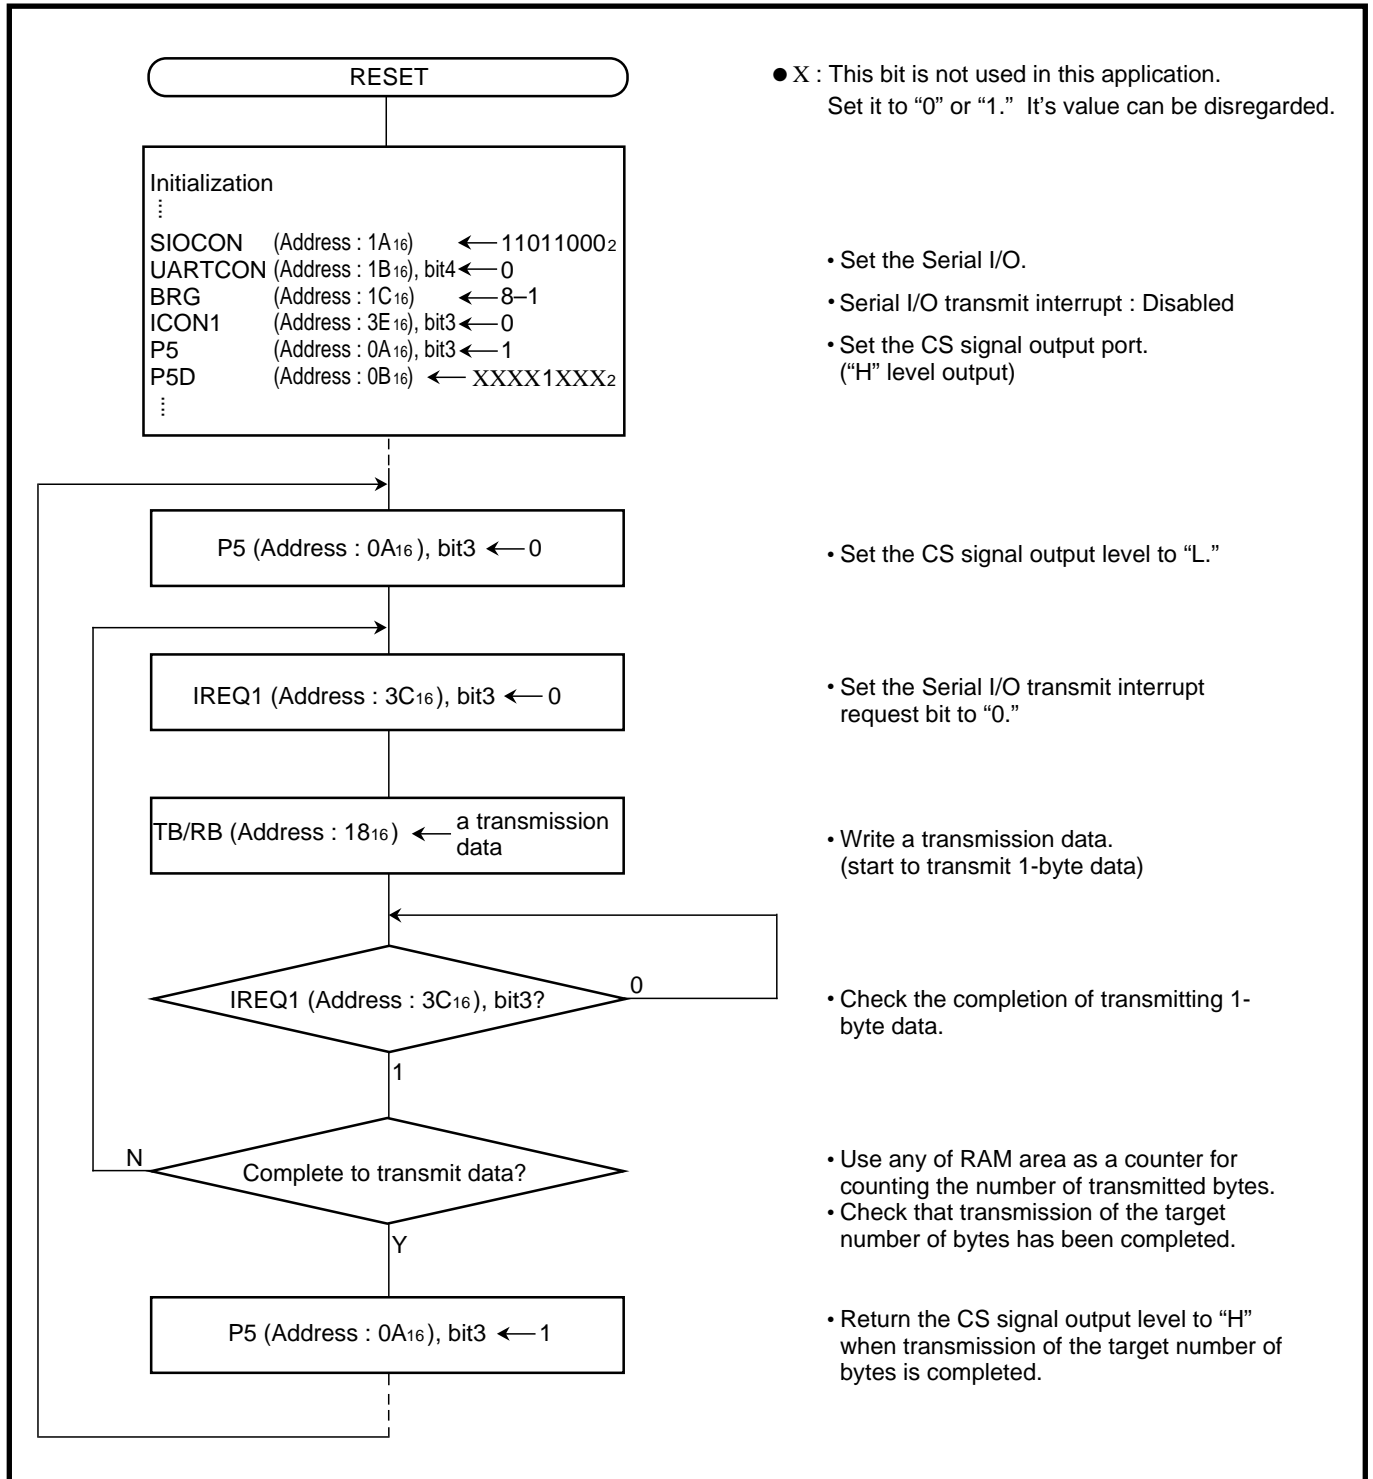 RESET
● X : This bit is not used in this application.
Set it to “0” or “1.” It’s value can be disregarded.
Initialization
SIOCON (Address : 1A16) ← 110110002
UARTCON (Address : 1B16), bit4 ← 0
BRG (Address : 1C16) ← 8–1
ICON1 (Address : 3E16), bit3 ← 0
P5 (Address : 0A16), bit3 ← 1
P5D (Address : 0B16) ← XXXX1XXX2
• Set the Serial I/O.
• Serial I/O transmit interrupt : Disabled
• Set the CS signal output port.
(“H” level output)
P5 (Address : 0A16), bit3 ← 0
• Set the CS signal output level to “L.”
IREQ1 (Address : 3C16), bit3 ← 0
• Set the Serial I/O transmit interrupt
request bit to “0.”
TB/RB (Address : 1816) ← a transmission
data
• Write a transmission data.
(start to transmit 1-byte data)
IREQ1 (Address : 3C16), bit3?
0
1
• Check the completion of transmitting 1-
byte data.
Complete to transmit data?
N
Y
• Use any of RAM area as a counter for
counting the number of transmitted bytes.
• Check that transmission of the target
number of bytes has been completed.
P5 (Address : 0A16), bit3 ← 1
• Return the CS signal output level to “H”
when transmission of the target number of
bytes is completed.